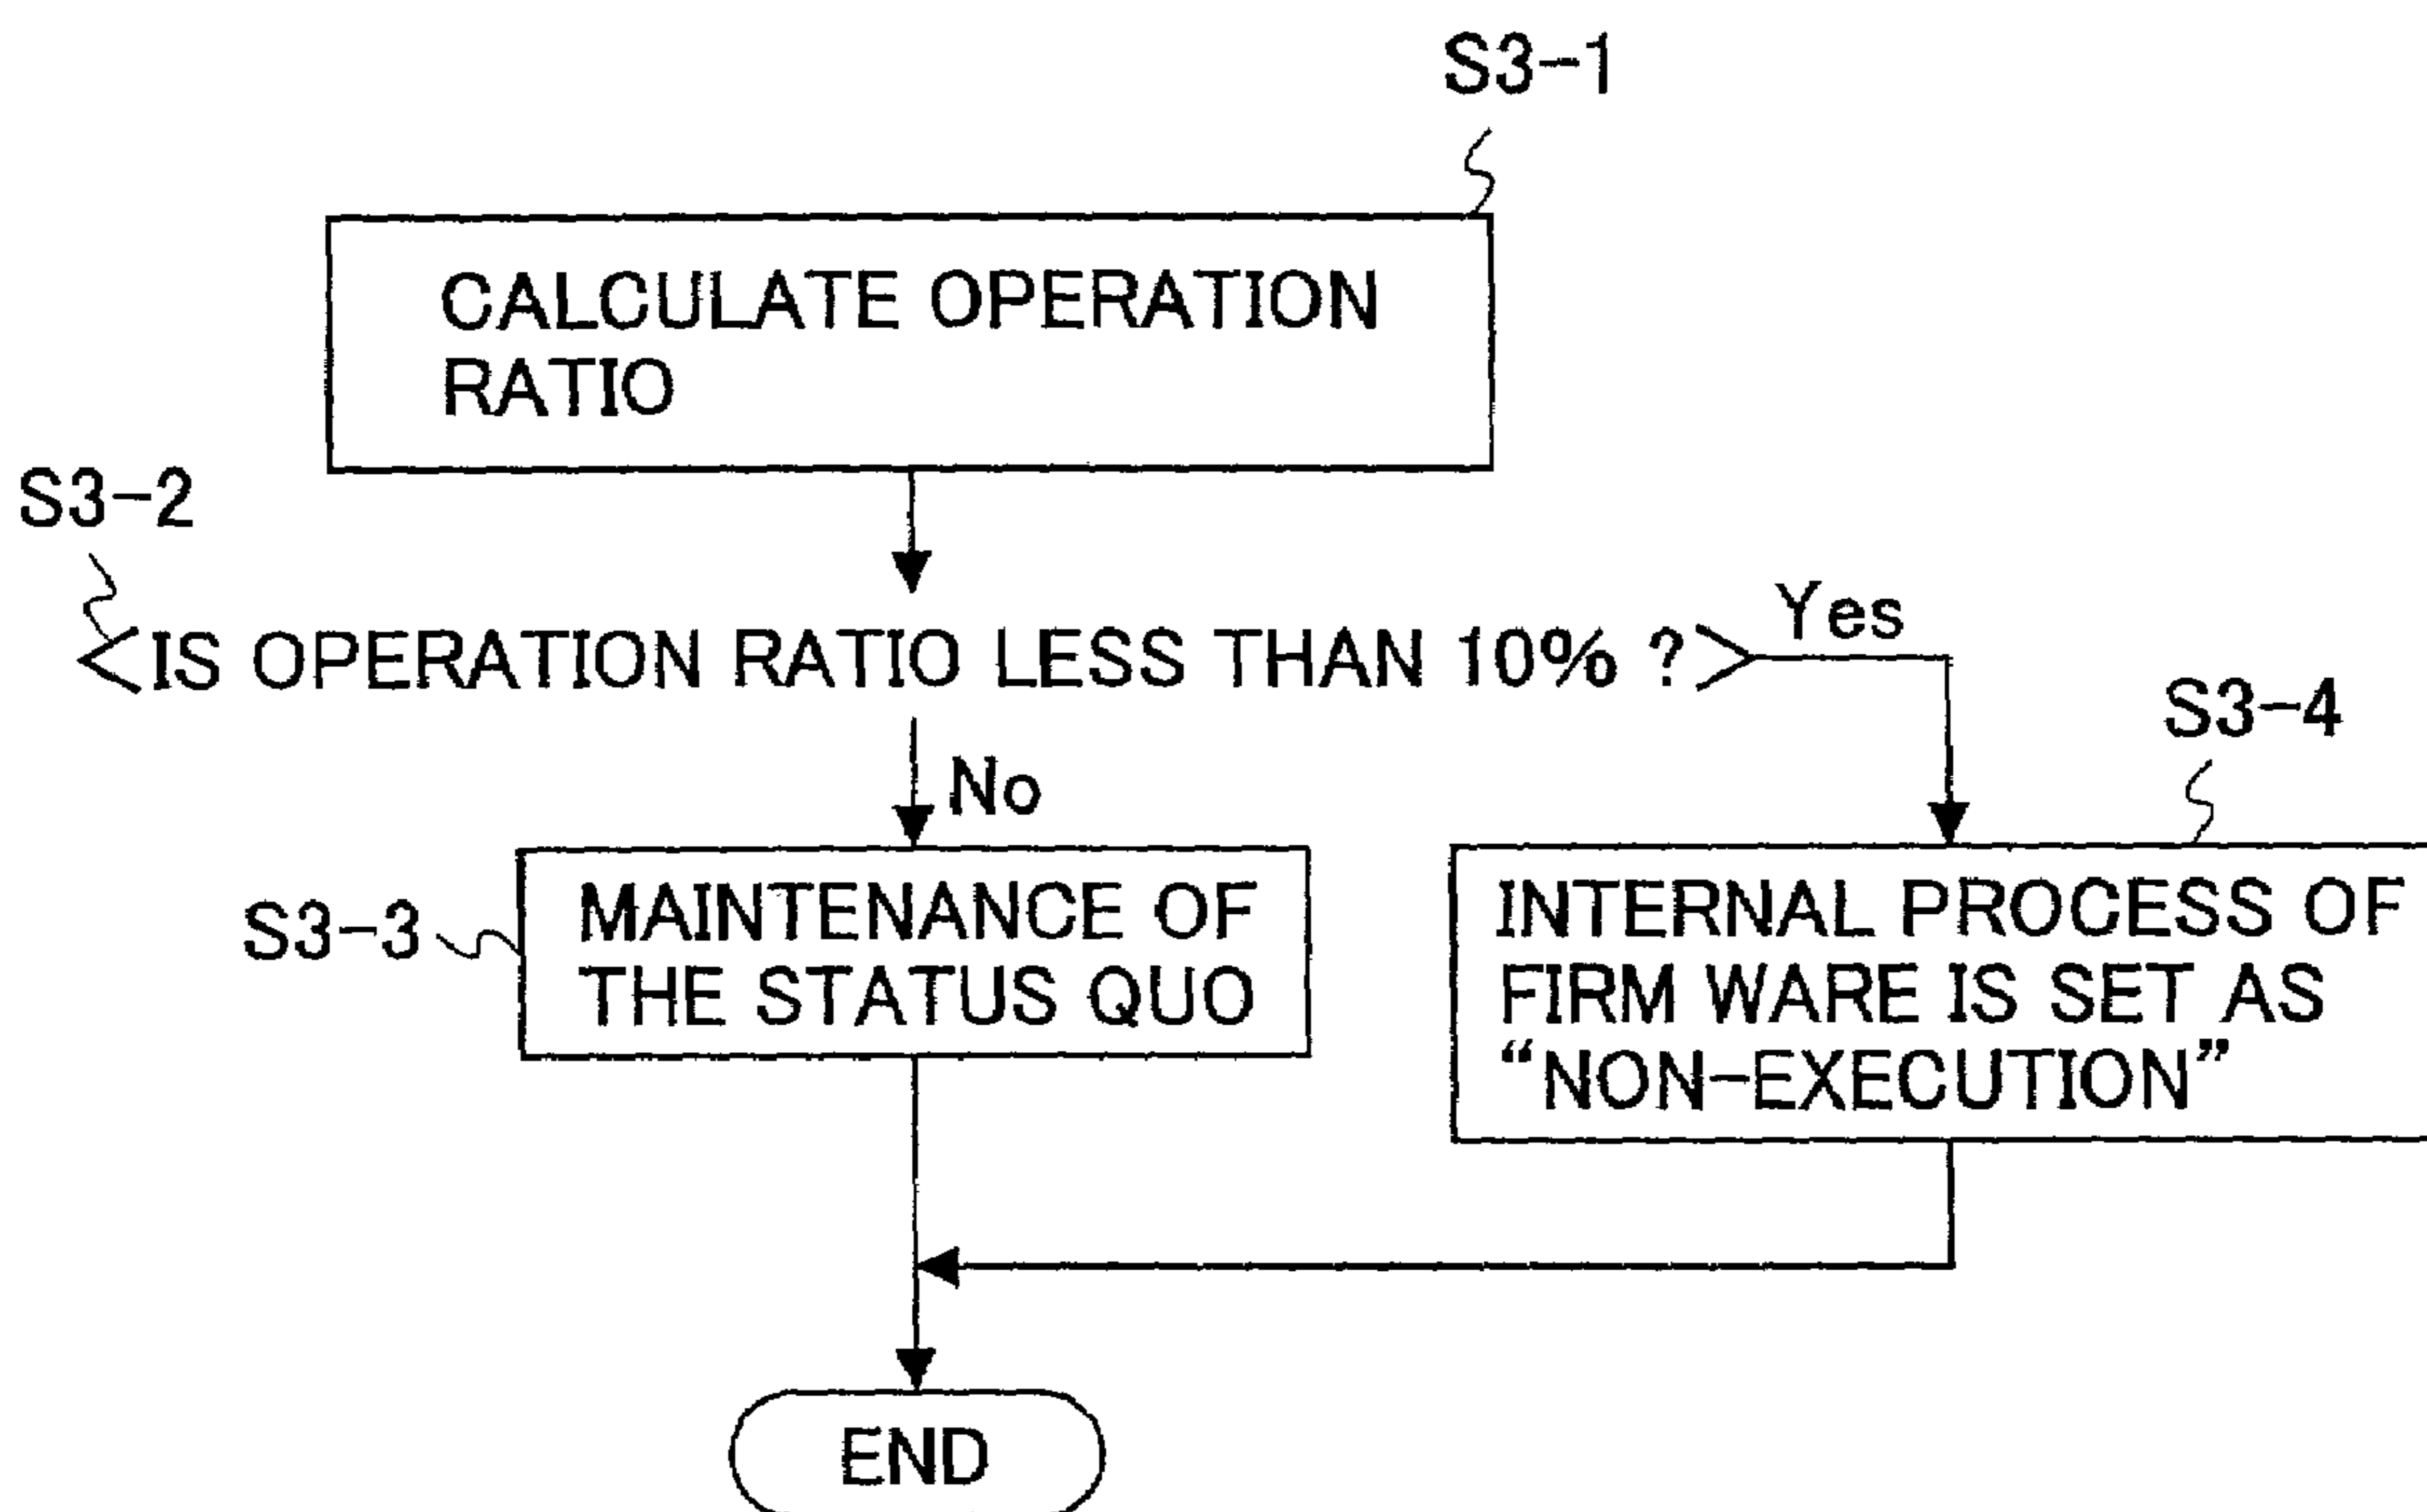 S3-1
CALCULATE OPERATION
RATIO
S3-2
IS OPERATION RATIO LESS THAN 10% ?
Yes
No
S3-4
S3-3
MAINTENANCE OF
THE STATUS QUO
INTERNAL PROCESS OF
FIRM WARE IS SET AS
“NON-EXECUTION”
END